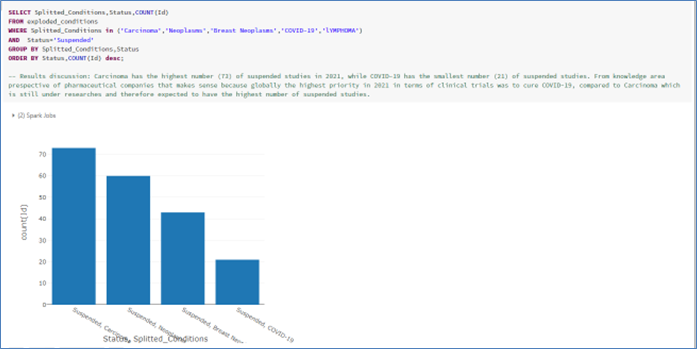 SELECT Splitted_Conditions,Status,COUNT(Id)
FROM exploded_conditions
WHERE Splitted_Conditions in ('Carcinoma','Neoplasms','Breast Neoplasms','COVID-19','lYMPHOMA')
AND Status='Suspended'
GROUP BY Splitted_Conditions,Status
ORDER BY Status,COUNT(Id) desc;
-- Results discussion: Carcinoma has the highest number (73) of suspended studies in 2021, while COVID-19 has the smallest number (21) of suspended studies. From knowledge area
prespective of pharmaceutical companies that makes sense because globally the highest priority in 2021 in terms of clinical trials was to cure COVID-19, compared to Carcinoma which
is still under researches and therefore expected to have the highest number of suspended studies.
(2) Spark Jobs
70
60
50
40
30
20
10
0
count(Id)
Suspended, Carcinoma
Suspended, Neoplasms
Suspended, Breast Neo…
Suspended, COVID-19
Status, Splitted_Conditions